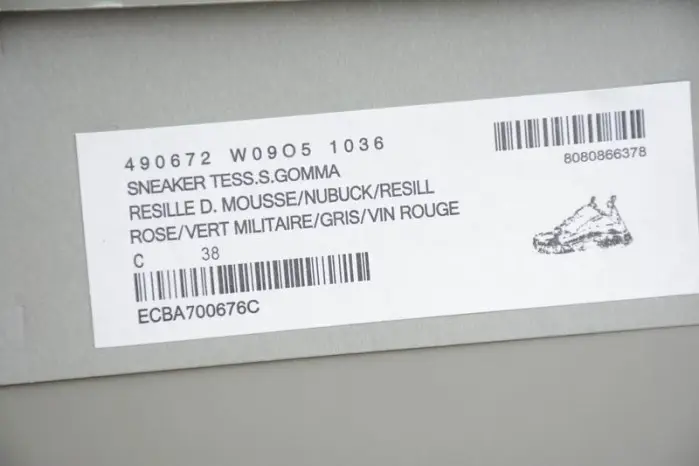 490672 W09O5 1036
8080866378
SNEAKER TESS.S.GOMMA
RESILLE D. MOUSSE/NUBUCK/RESILL
ROSE/VERT MILITAIRE/GRIS/VIN ROUGE
C 38
ECBA700676C